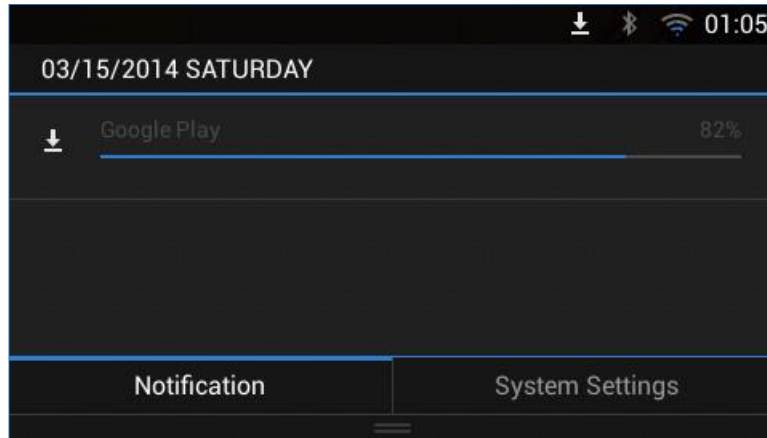 01:05
03/15/2014 SATURDAY
Google Play 82%
Notification System Settings